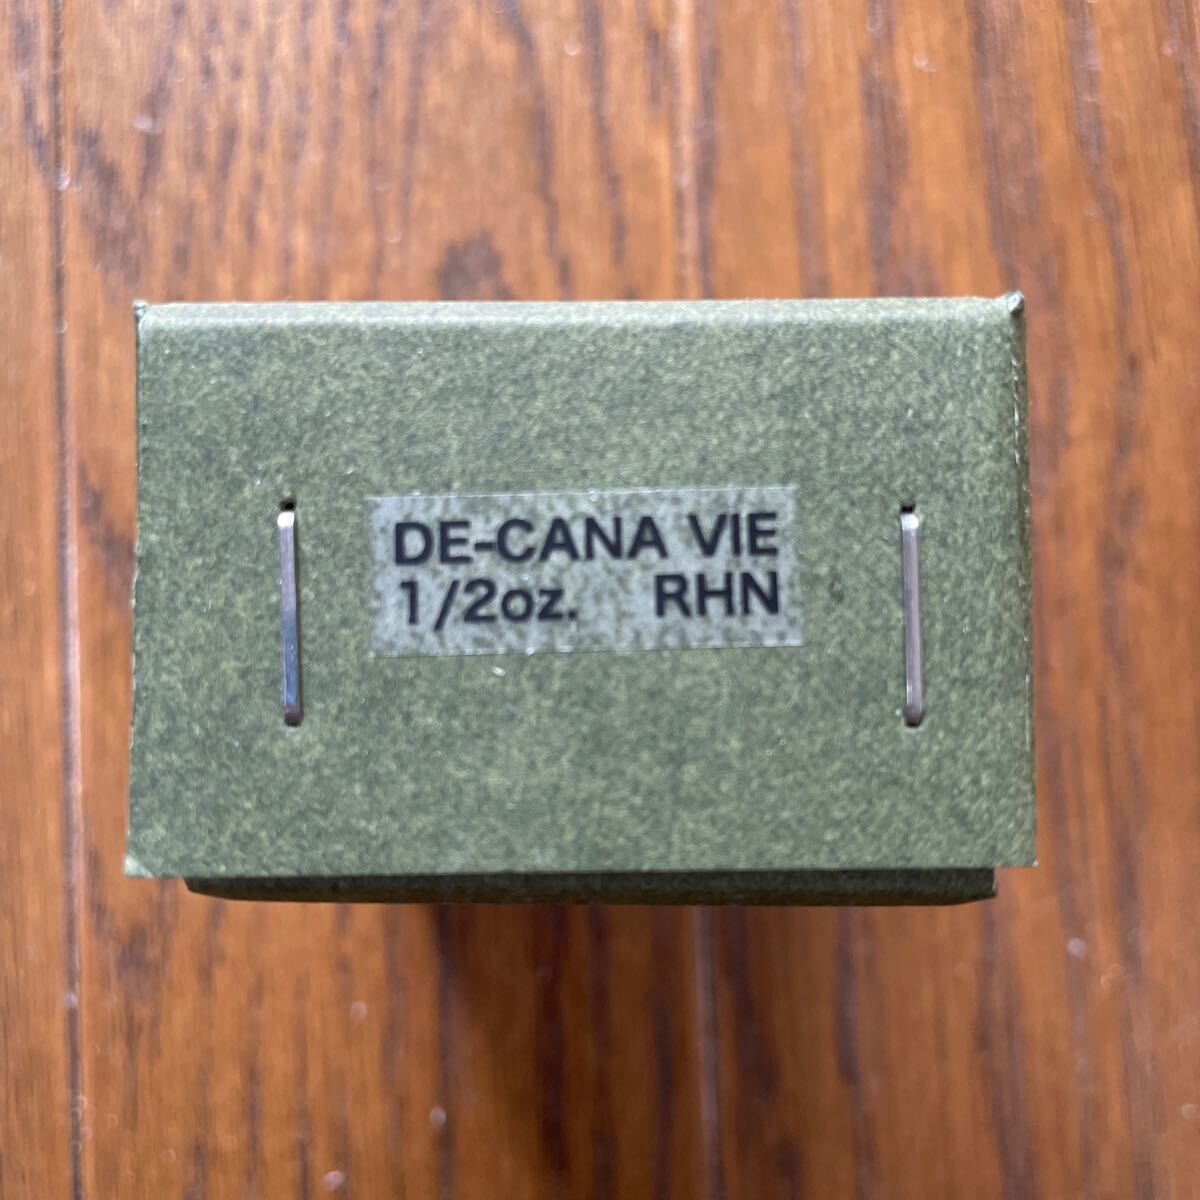 DE-CANA VIE
1/2oz. RHN